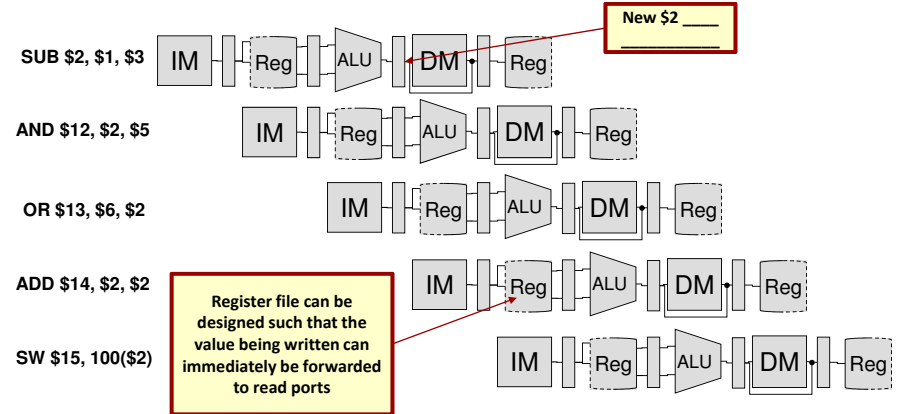 New $2 ____
___________
SUB $2, $1, $3
IM Reg ALU DM Reg
AND $12, $2, $5
IM Reg ALU DM Reg
OR $13, $6, $2
IM Reg ALU DM Reg
ADD $14, $2, $2
IM Reg ALU DM Reg
Register file can be
designed such that the
value being written can
immediately be forwarded
to read ports
SW $15, 100($2)
IM Reg ALU DM Reg